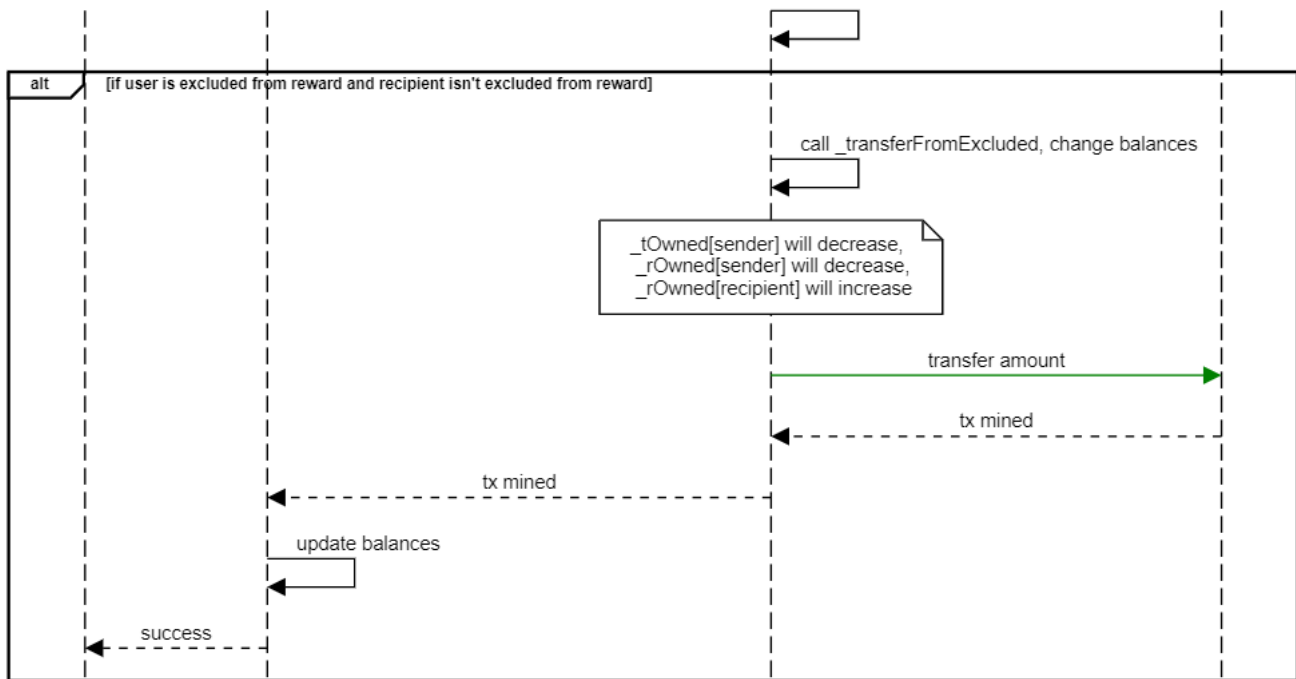 alt
[if user is excluded from reward and recipient isn't excluded from reward]
call _transferFromExcluded, change balances
_tOwned[sender] will decrease,
_rOwned[sender] will decrease,
_rOwned[recipient] will increase
transfer amount
tx mined
tx mined
update balances
success